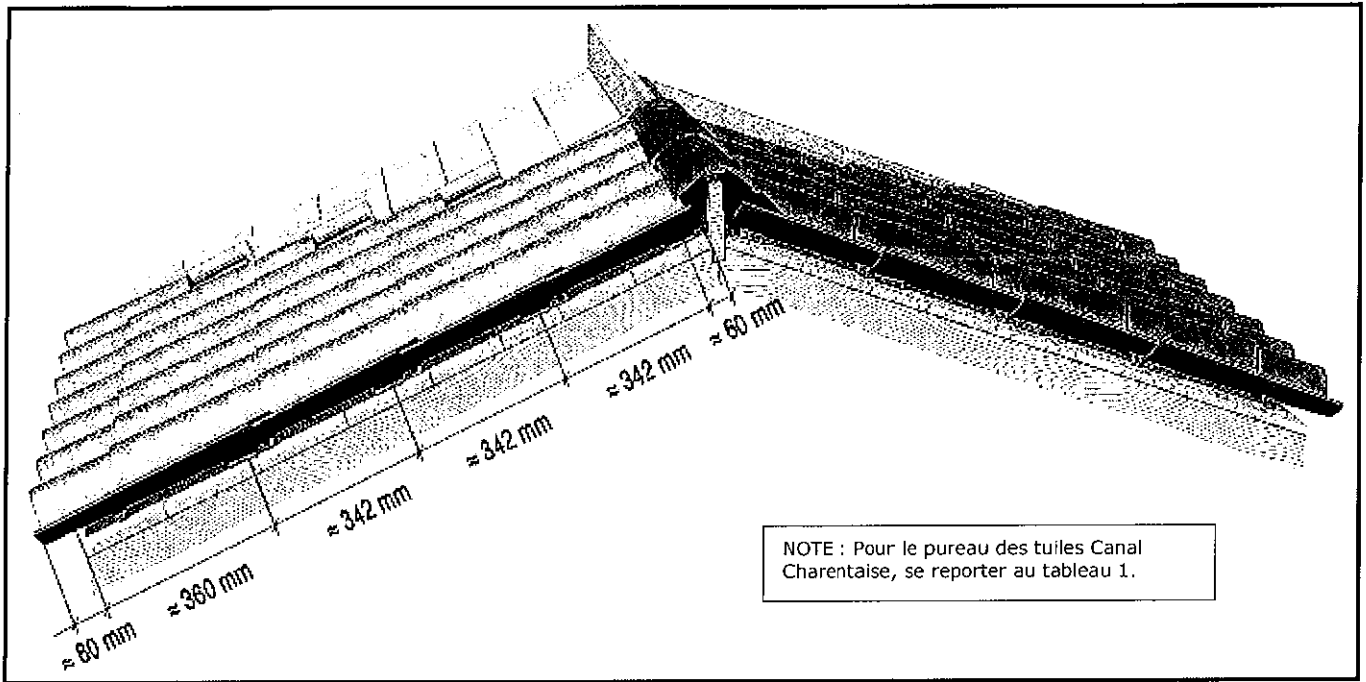 ≈ 60 mm
≈ 342 mm
≈ 342 mm
≈ 342 mm
≈ 360 mm
≈ 80 mm
NOTE : Pour le pureau des tuiles Canal
Charentaise, se reporter au tableau 1.